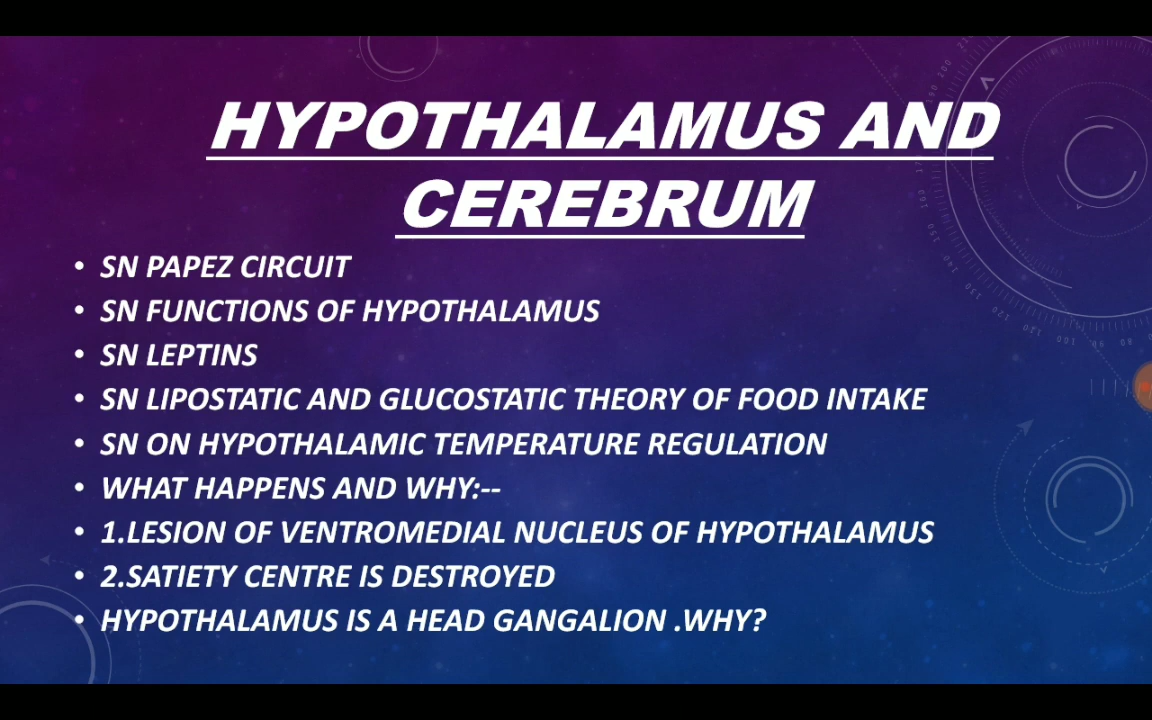 HYPOTHALAMUS AND
CEREBRUM
• SN PAPEZ CIRCUIT
• SN FUNCTIONS OF HYPOTHALAMUS
• SN LEPTINS
• SN LIPOSTATIC AND GLUCOSTATIC THEORY OF FOOD INTAKE
• SN ON HYPOTHALAMIC TEMPERATURE REGULATION
• WHAT HAPPENS AND WHY:--
• 1.LESION OF VENTROMEDIAL NUCLEUS OF HYPOTHALAMUS
• 2.SATIETY CENTRE IS DESTROYED
• HYPOTHALAMUS IS A HEAD GANGALION .WHY?